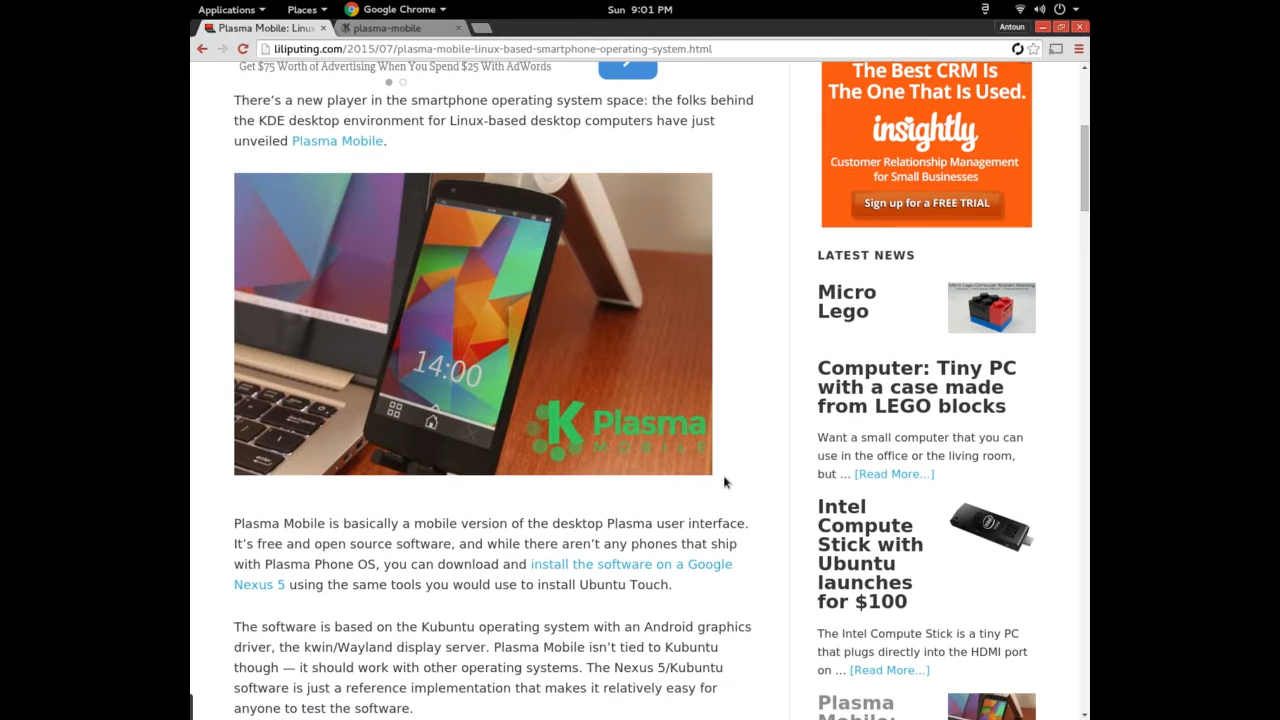 Applications Places Google Chrome Sun 9:01 PM
Plasma Mobile: Linu plasma-mobile Antoun
liliputing.com/2015/07/plasma-mobile-linux-based-smartphone-operating-system.html
Get $75 Worth of Advertising When You Spend $25 With AdWords
There's a new player in the smartphone operating system space: the folks behind
the KDE desktop environment for Linux-based desktop computers have just
unveiled Plasma Mobile.
14:00
K Plasma
MOBILE
Plasma Mobile is basically a mobile version of the desktop Plasma user interface.
It's free and open source software, and while there aren't any phones that ship
with Plasma Phone OS, you can download and install the software on a Google
Nexus 5 using the same tools you would use to install Ubuntu Touch.
The software is based on the Kubuntu operating system with an Android graphics
driver, the kwin/Wayland display server. Plasma Mobile isn't tied to Kubuntu
though — it should work with other operating systems. The Nexus 5/Kubuntu
software is just a reference implementation that makes it relatively easy for
anyone to test the software.
The Best CRM Is
The One That Is Used.
insightly
Customer Relationship Management
for Small Businesses
Sign up for a FREE TRIAL
LATEST NEWS
Micro
Lego
Computer: Tiny PC
with a case made
from LEGO blocks
Want a small computer that you can
use in the office or the living room,
but ... [Read More...]
Intel
Compute
Stick with
Ubuntu
launches
for $100
The Intel Compute Stick is a tiny PC
that plugs directly into the HDMI port
on ... [Read More...]
Plasma
Mobile: